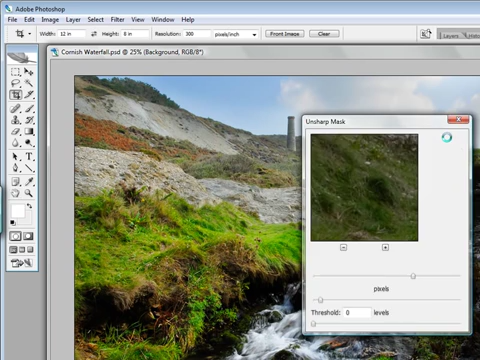 Adobe Photoshop
File Edit Image Layer Select Filter View Window Help
Width: 12 in Height: 8 in Resolution: 300 pixels/inch Front Image Clear
Layers
Cornish Waterfall.psd @ 25% (Background, RGB/8*)
Unsharp Mask
pixels
Threshold: 0 levels